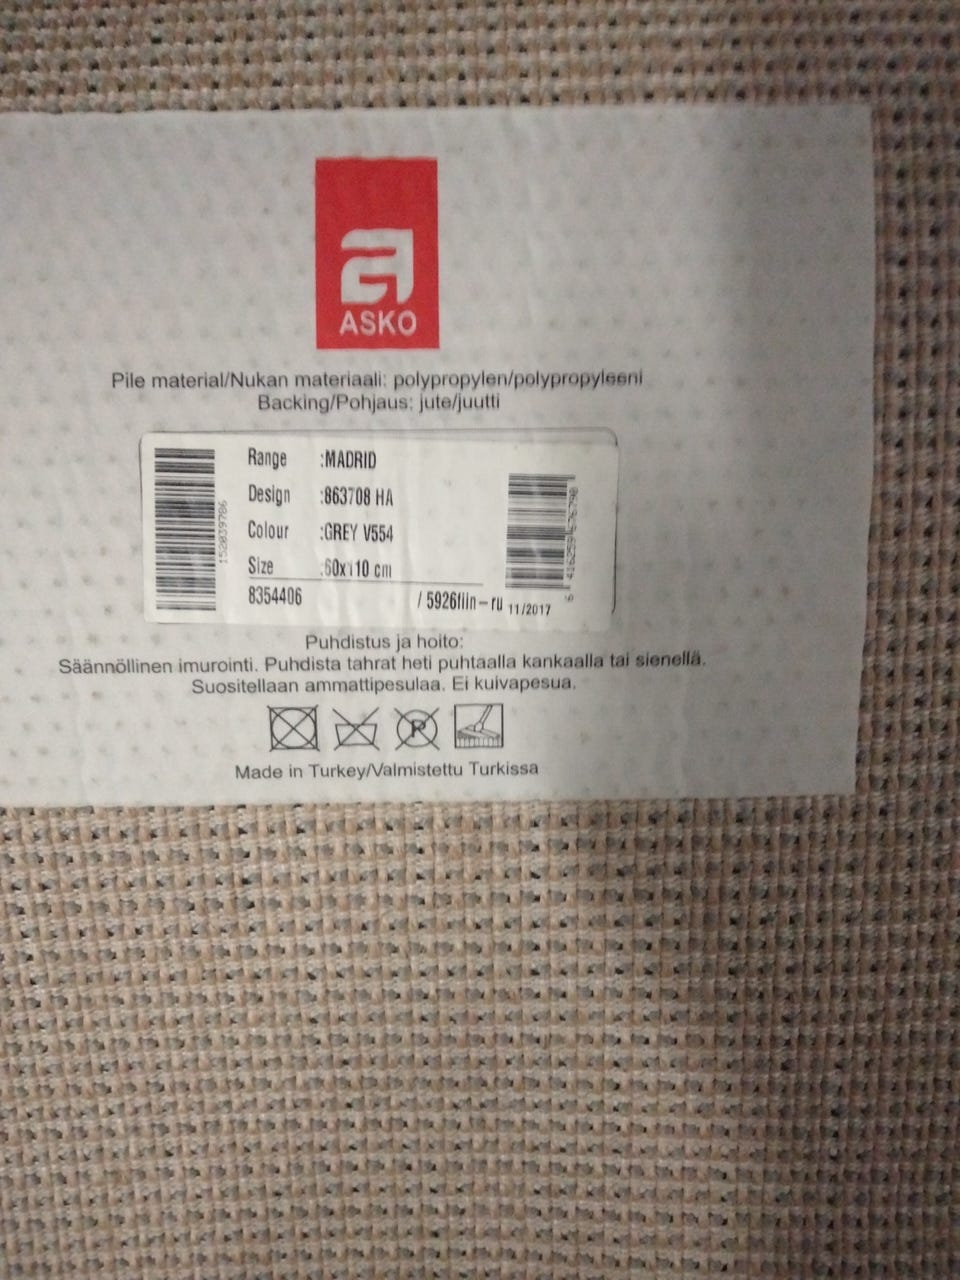 ASKO
Pile material/Nukan materiaali: polypropylen/polypropyleeni
Backing/Pohjaus: jute/juutti
Range :MADRID
Design :863708 HA
Colour :GREY V554
Size :60x110 cm
8354406 / 5926fiin-ru 11/2017
152039786
Puhdistus ja hoito:
Säännöllinen imurointi. Puhdista tahrat heti puhtaalla kankaalla tai sienellä.
Suositellaan ammattipesulaa. Ei kuivapesua.
P
Made in Turkey/Valmistettu Turkissa